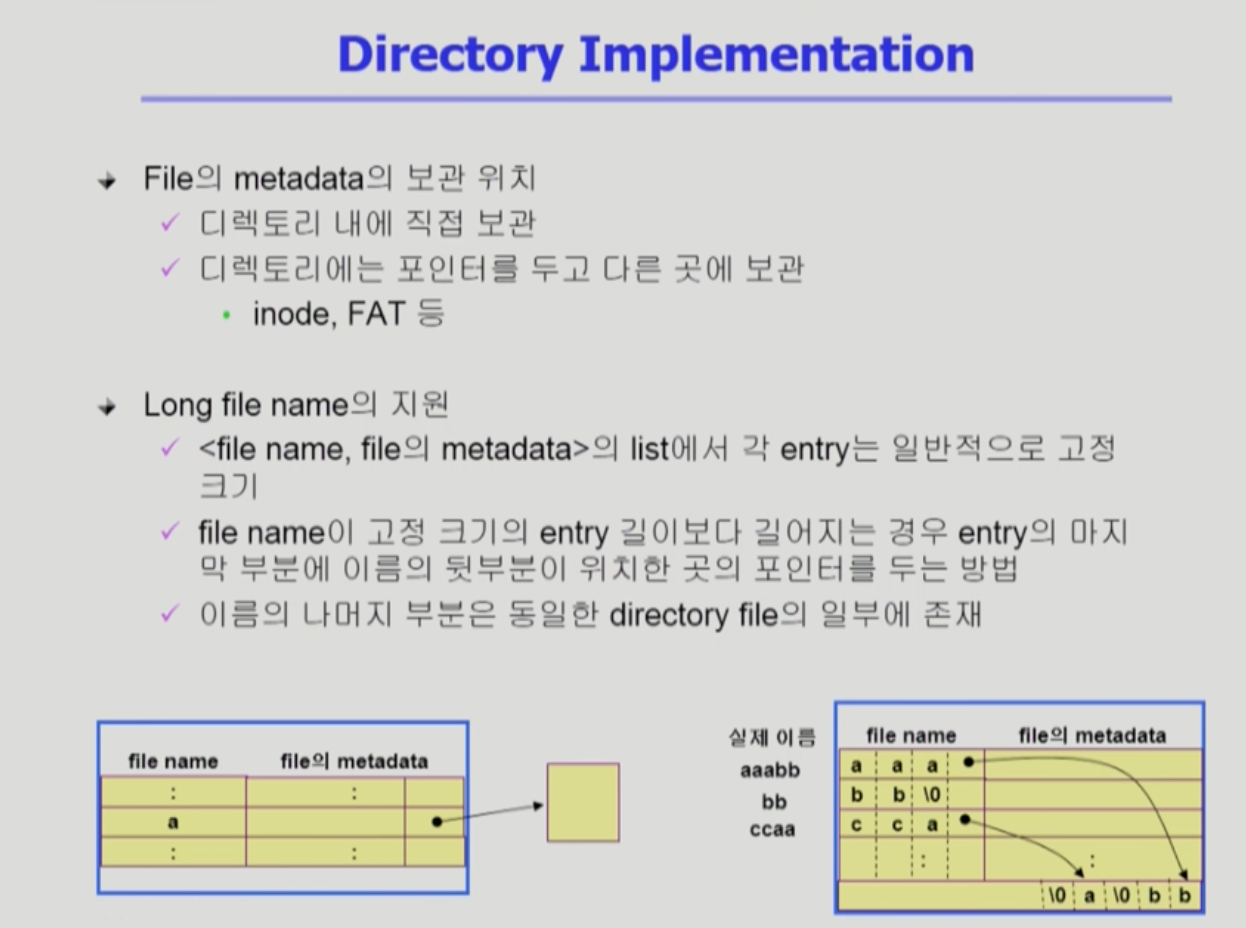 Directory Implementation
File의 metadata의 보관 위치
디렉토리 내에 직접 보관
디렉토리에는 포인터를 두고 다른 곳에 보관
inode, FAT 등
Long file name의 지원
<file name, file의 metadata>의 list에서 각 entry는 일반적으로 고정
크기
file name이 고정 크기의 entry 길이보다 길어지는 경우 entry의 마지
막 부분에 이름의 뒷부분이 위치한 곳의 포인터를 두는 방법
이름의 나머지 부분은 동일한 directory file의 일부에 존재
file name file의 metadata
: :
a
: :
실제 이름 file name file의 metadata
aaabb a a a
bb b b \0
ccaa c c a
: :
\0 a \0 b b